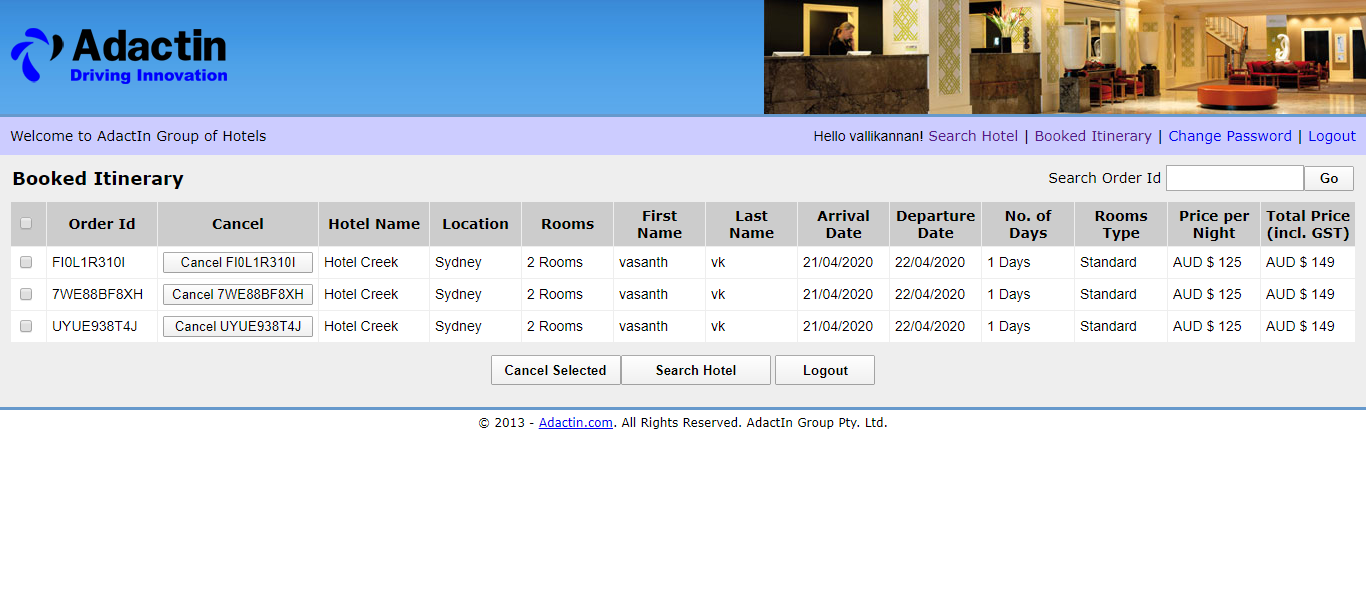 Adactin
Driving Innovation
Welcome to AdactIn Group of Hotels
Hello vallikannan! Search Hotel | Booked Itinerary | Change Password | Logout
Booked Itinerary
Search Order Id Go
Order Id Cancel Hotel Name Location Rooms First Name Last Name Arrival Date Departure Date No. of Days Rooms Type Price per Night Total Price (incl. GST)
FI0L1R310I Cancel FI0L1R310I Hotel Creek Sydney 2 Rooms vasanth vk 21/04/2020 22/04/2020 1 Days Standard AUD $ 125 AUD $ 149
7WE88BF8XH Cancel 7WE88BF8XH Hotel Creek Sydney 2 Rooms vasanth vk 21/04/2020 22/04/2020 1 Days Standard AUD $ 125 AUD $ 149
UYUE938T4J Cancel UYUE938T4J Hotel Creek Sydney 2 Rooms vasanth vk 21/04/2020 22/04/2020 1 Days Standard AUD $ 125 AUD $ 149
Cancel Selected Search Hotel Logout
© 2013 - Adactin.com. All Rights Reserved. AdactIn Group Pty. Ltd.